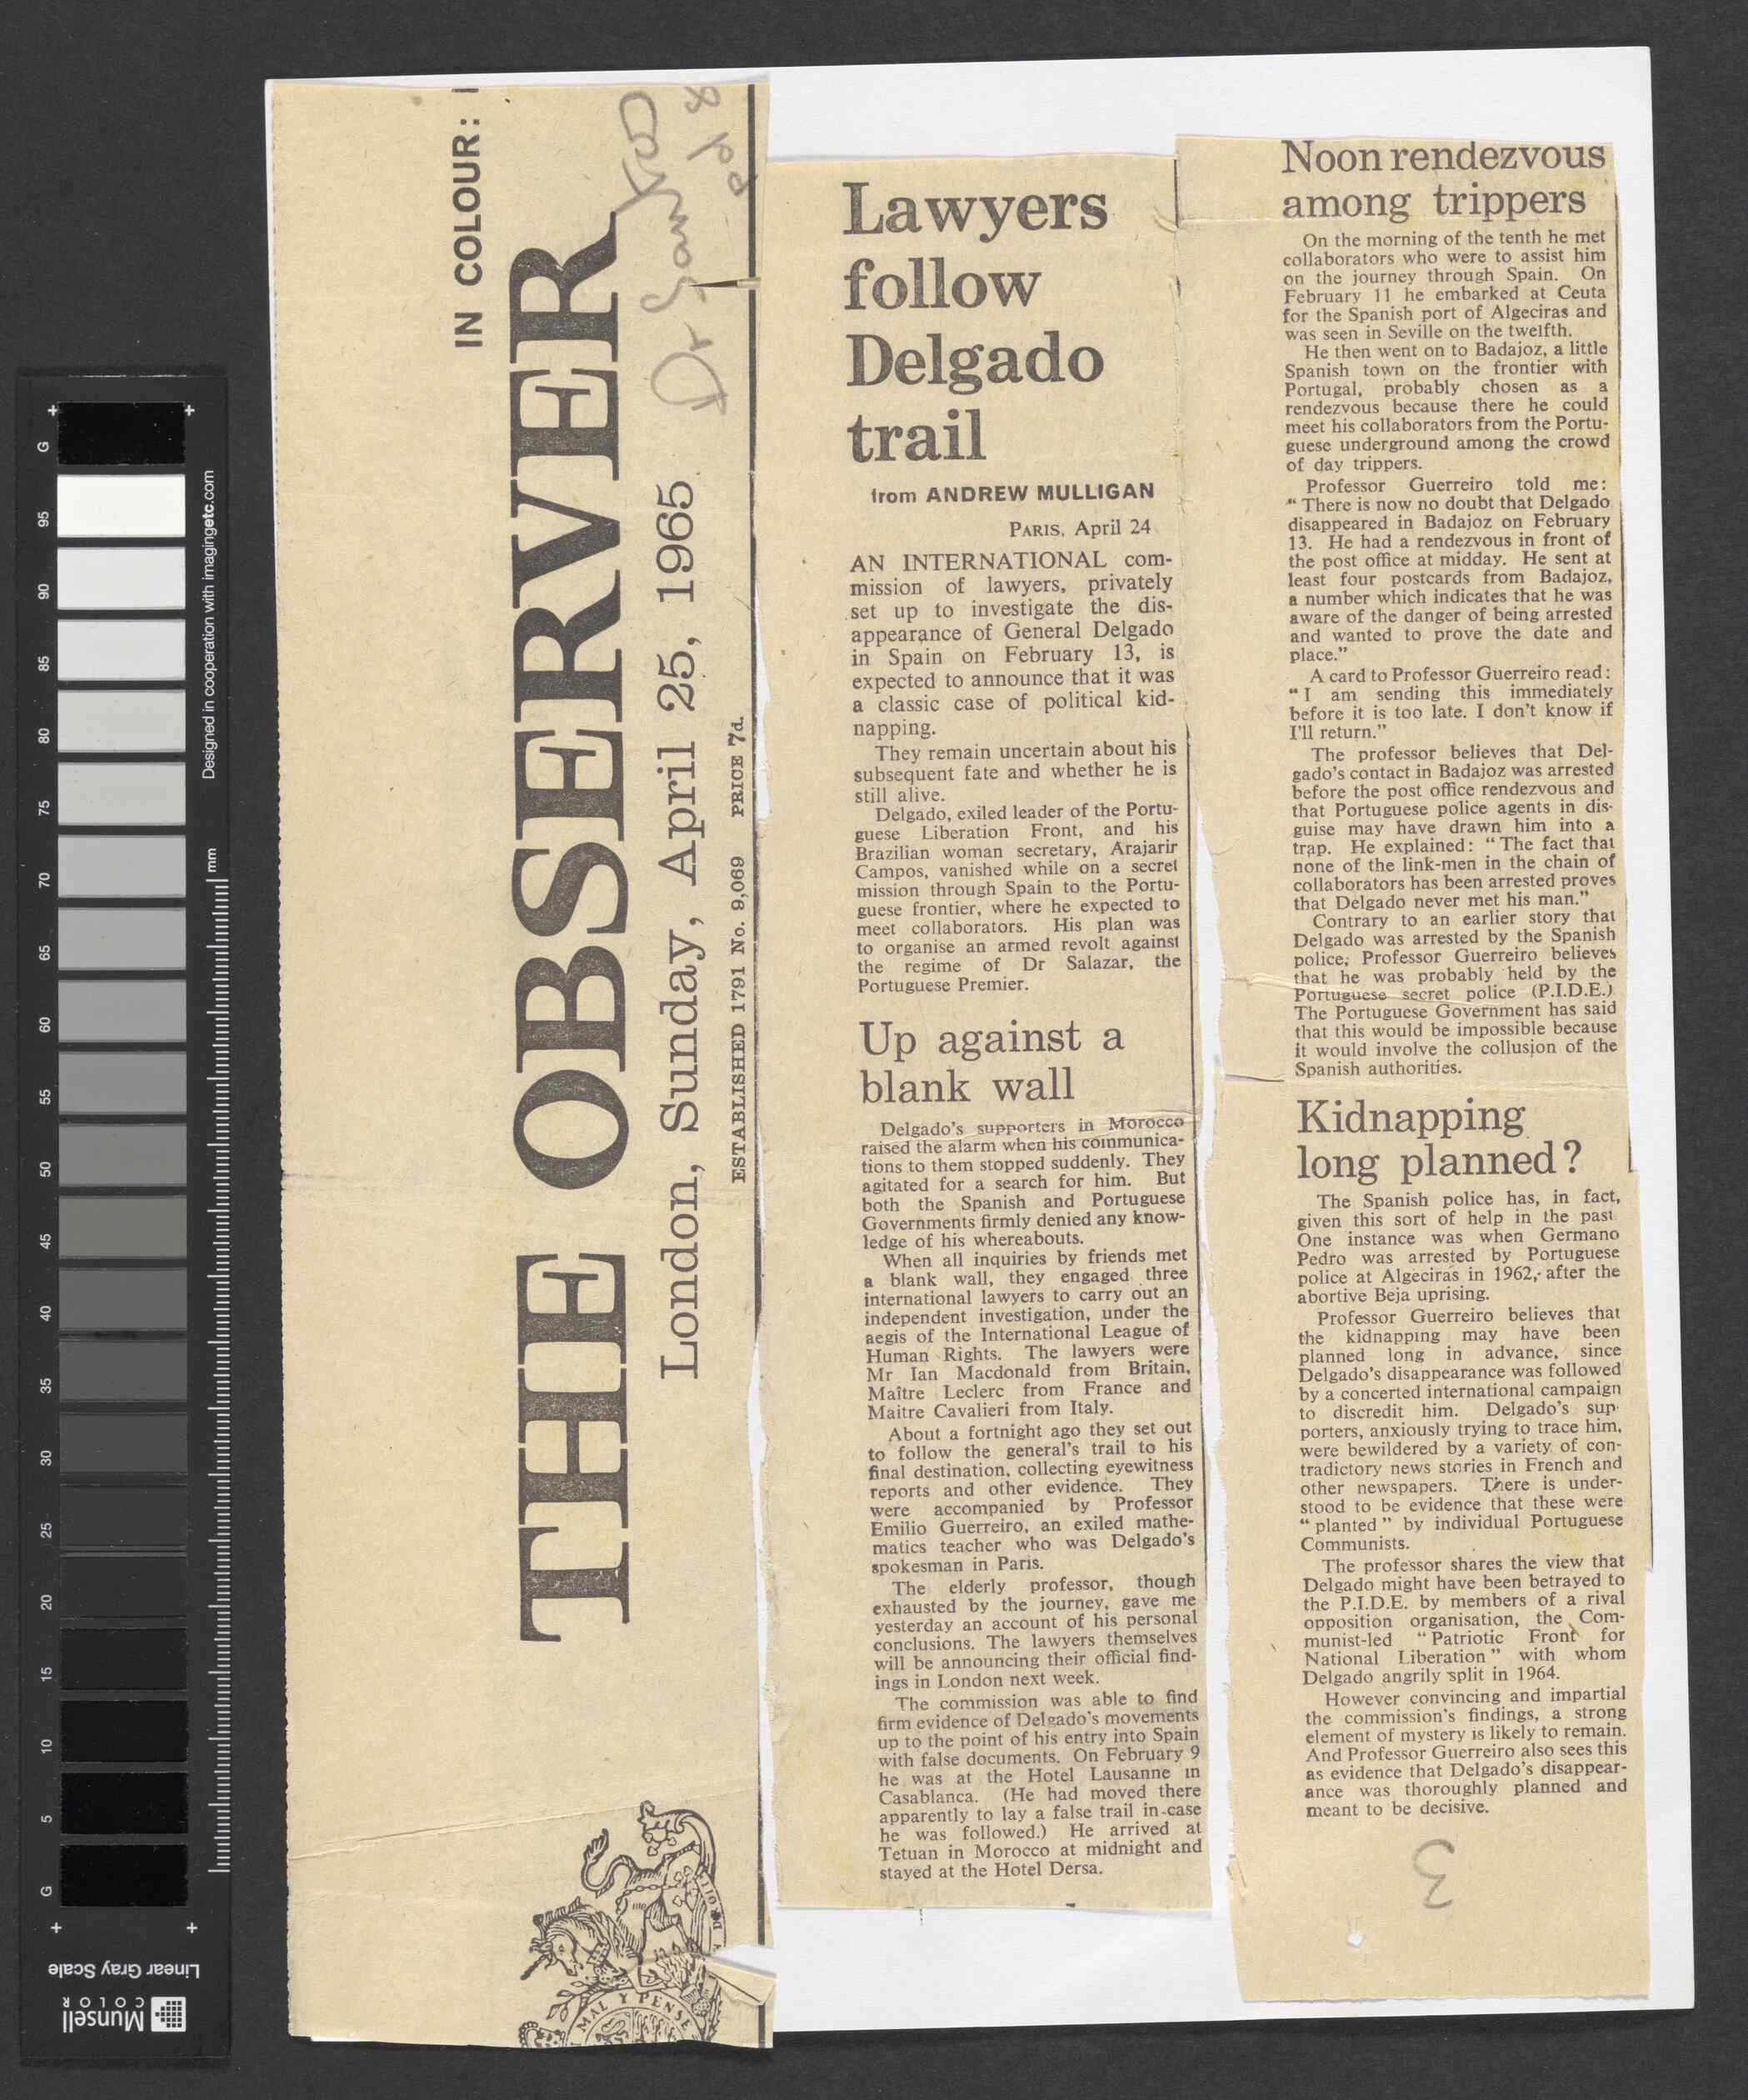 IN COLOUR:
THE OBSERVER
London, Sunday, April 25, 1965
ESTABLISHED 1791 No. 9,069 PRICE 7d.
Dr
MAL Y PENSE
Lawyers
follow
Delgado
trail
from ANDREW MULLIGAN
PARIS, April 24
AN INTERNATIONAL com-
mission of lawyers, privately
set up to investigate the dis-
appearance of General Delgado
in Spain on February 13, is
expected to announce that it was
a classic case of political kid-
napping.
They remain uncertain about his
subsequent fate and whether he is
still alive.
Delgado, exiled leader of the Portu-
guese Liberation Front, and his
Brazilian woman secretary, Arajarir
Campos, vanished while on a secret
mission through Spain to the Portu-
guese frontier, where he expected to
meet collaborators. His plan was
to organise an armed revolt against
the regime of Dr Salazar, the
Portuguese Premier.
Up against a
blank wall
Delgado's supporters in Morocco
raised the alarm when his communica-
tions to them stopped suddenly. They
agitated for a search for him. But
both the Spanish and Portuguese
Governments firmly denied any know-
ledge of his whereabouts.
When all inquiries by friends met
a blank wall, they engaged three
international lawyers to carry out an
independent investigation, under the
aegis of the International League of
Human Rights. The lawyers were
Mr Ian Macdonald from Britain,
Maître Leclerc from France and
Maitre Cavalieri from Italy.
About a fortnight ago they set out
to follow the general's trail to his
final destination, collecting eyewitness
reports and other evidence. They
were accompanied by Professor
Emilio Guerreiro, an exiled mathe-
matics teacher who was Delgado's
spokesman in Paris.
The elderly professor, though
exhausted by the journey, gave me
yesterday an account of his personal
conclusions. The lawyers themselves
will be announcing their official find-
ings in London next week.
The commission was able to find
firm evidence of Delgado's movements
up to the point of his entry into Spain
with false documents. On February 9
he was at the Hotel Lausanne in
Casablanca. (He had moved there
apparently to lay a false trail in case
he was followed.) He arrived at
Tetuan in Morocco at midnight and
stayed at the Hotel Dersa.
Noon rendezvous
among trippers
On the morning of the tenth he met
collaborators who were to assist him
on the journey through Spain. On
February 11 he embarked at Ceuta
for the Spanish port of Algeciras and
was seen in Seville on the twelfth.
He then went on to Badajoz, a little
Spanish town on the frontier with
Portugal, probably chosen as a
rendezvous because there he could
meet his collaborators from the Portu-
guese underground among the crowd
of day trippers.
Professor Guerreiro told me:
"There is now no doubt that Delgado
disappeared in Badajoz on February
13. He had a rendezvous in front of
the post office at midday. He sent at
least four postcards from Badajoz,
a number which indicates that he was
aware of the danger of being arrested
and wanted to prove the date and
place."
A card to Professor Guerreiro read:
"I am sending this immediately
before it is too late. I don't know if
I'll return."
The professor believes that Del-
gado's contact in Badajoz was arrested
before the post office rendezvous and
that Portuguese police agents in dis-
guise may have drawn him into a
trap. He explained: "The fact that
none of the link-men in the chain of
collaborators has been arrested proves
that Delgado never met his man."
Contrary to an earlier story that
Delgado was arrested by the Spanish
police, Professor Guerreiro believes
that he was probably held by the
Portuguese secret police (P.I.D.E.)
The Portuguese Government has said
that this would be impossible because
it would involve the collusion of the
Spanish authorities.
Kidnapping
long planned?
The Spanish police has, in fact,
given this sort of help in the past.
One instance was when Germano
Pedro was arrested by Portuguese
police at Algeciras in 1962, after the
abortive Beja uprising.
Professor Guerreiro believes that
the kidnapping may have been
planned long in advance, since
Delgado's disappearance was followed
by a concerted international campaign
to discredit him. Delgado's sup-
porters, anxiously trying to trace him,
were bewildered by a variety of con-
tradictory news stories in French and
other newspapers. There is under-
stood to be evidence that these were
"planted" by individual Portuguese
Communists.
The professor shares the view that
Delgado might have been betrayed to
the P.I.D.E. by members of a rival
opposition organisation, the Com-
munist-led "Patriotic Front for
National Liberation" with whom
Delgado angrily split in 1964.
However convincing and impartial
the commission's findings, a strong
element of mystery is likely to remain.
And Professor Guerreiro also sees this
as evidence that Delgado's disappear-
ance was thoroughly planned and
meant to be decisive.
3
G 95 90 85 80 75 70 65 60 55 50 45 40 35 30 25 20 15 10 5 G
Designed in cooperation with imagingetc.com
mm
Linear Gray Scale
Munsell
COLOR